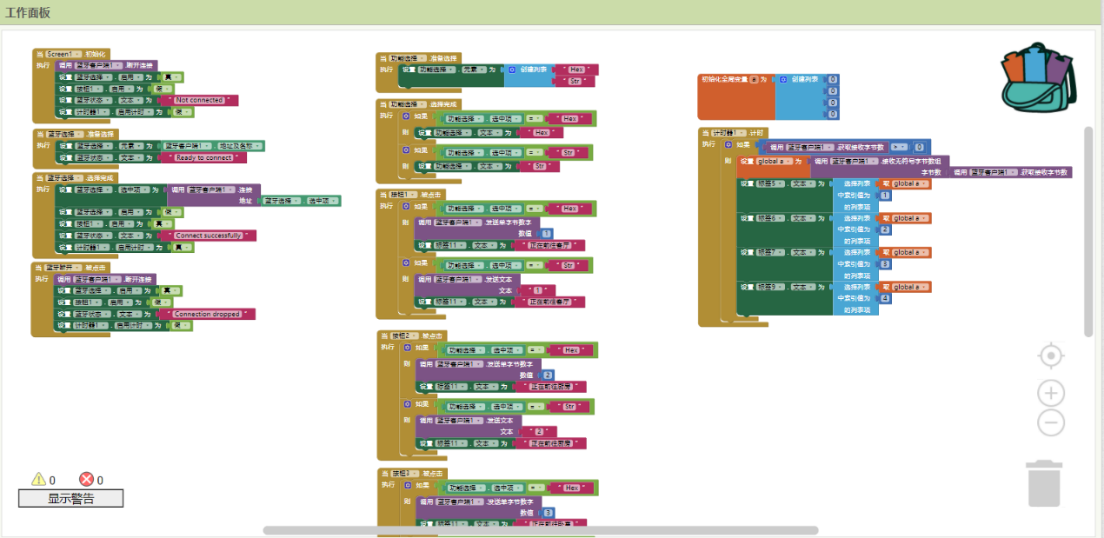 工作面板
当 Screen1 初始化
执行 调用 蓝牙客户端1 .断开连接
设置 蓝牙选择 . 启用 为 真
设置 按钮1 . 启用 为 假
设置 蓝牙状态 . 文本 为 " Not connected "
设置 计时器1 . 启用计时 为 假
当 蓝牙选择 .准备选择
执行 设置 蓝牙选择 . 元素 为 蓝牙客户端1 . 地址及名称
设置 蓝牙状态 . 文本 为 " Ready to connect "
当 蓝牙选择 .选择完成
执行 设置 蓝牙选择 . 选中项 为 调用 蓝牙客户端1 .连接
地址 蓝牙选择 . 选中项
设置 蓝牙选择 . 启用 为 假
设置 按钮1 . 启用 为 真
设置 蓝牙状态 . 文本 为 " Connect successfully "
设置 计时器1 . 启用计时 为 真
当 蓝牙断开 .被点击
执行 调用 蓝牙客户端1 .断开连接
设置 蓝牙选择 . 启用 为 真
设置 按钮1 . 启用 为 假
设置 蓝牙状态 . 文本 为 " Connection dropped "
设置 计时器1 . 启用计时 为 假
0 0
显示警告
当 功能选择 .准备选择
执行 设置 功能选择 . 元素 为 创建列表 " Hex "
" Str "
当 功能选择 .选择完成
执行 如果 功能选择 . 选中项 = " Hex "
则 设置 功能选择 . 文本 为 " Hex "
如果 功能选择 . 选中项 = " Str "
则 设置 功能选择 . 文本 为 " Str "
当 按钮1 .被点击
执行 如果 功能选择 . 选中项 = " Hex "
则 调用 蓝牙客户端1 .发送单字节数字
数值 1
设置 标签11 . 文本 为 " 正在前往客厅 "
如果 功能选择 . 选中项 = " Str "
则 调用 蓝牙客户端1 .发送文本
文本 " 1 "
设置 标签11 . 文本 为 " 正在前往客厅 "
当 按钮2 .被点击
执行 如果 功能选择 . 选中项 = " Hex "
则 调用 蓝牙客户端1 .发送单字节数字
数值 2
设置 标签11 . 文本 为 " 正在前往厨房 "
如果 功能选择 . 选中项 = " Str "
则 调用 蓝牙客户端1 .发送文本
文本 " 2 "
设置 标签11 . 文本 为 " 正在前往厨房 "
当 按钮3 .被点击
执行 如果 功能选择 . 选中项 = " Hex "
则 调用 蓝牙客户端1 .发送单字节数字
数值 3
设置 标签11 . 文本 为
初始化全局变量 a 为 创建列表 0
0
0
0
当 计时器1 .计时
执行 如果 调用 蓝牙客户端1 .获取接收字节数 > 0
则 设置 global a 为 调用 蓝牙客户端1 .接收无符号字节数组
字节数 调用 蓝牙客户端1 .获取接收字节数
设置 标签5 . 文本 为 选择列表 取 global a
中索引值为 1
的列表项
设置 标签6 . 文本 为 选择列表 取 global a
中索引值为 2
的列表项
设置 标签7 . 文本 为 选择列表 取 global a
中索引值为 3
的列表项
设置 标签9 . 文本 为 选择列表 取 global a
中索引值为 4
的列表项